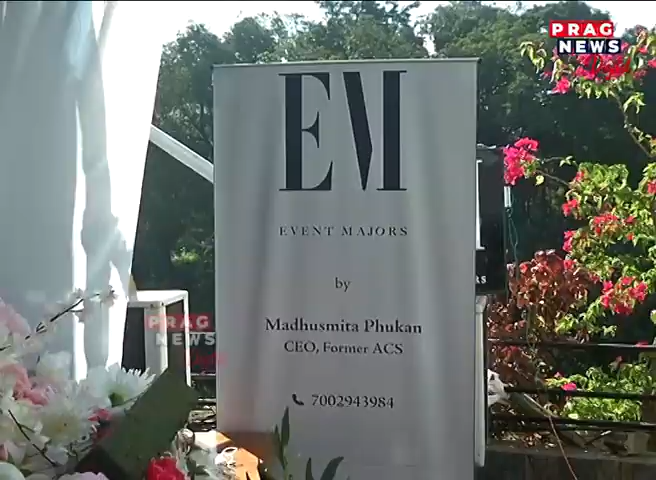 PRAG
NEWS
EM
EVENT MAJORS
by
Madhusmita Phukan
CEO, Former ACS
7002943984
PRAG
NEWS